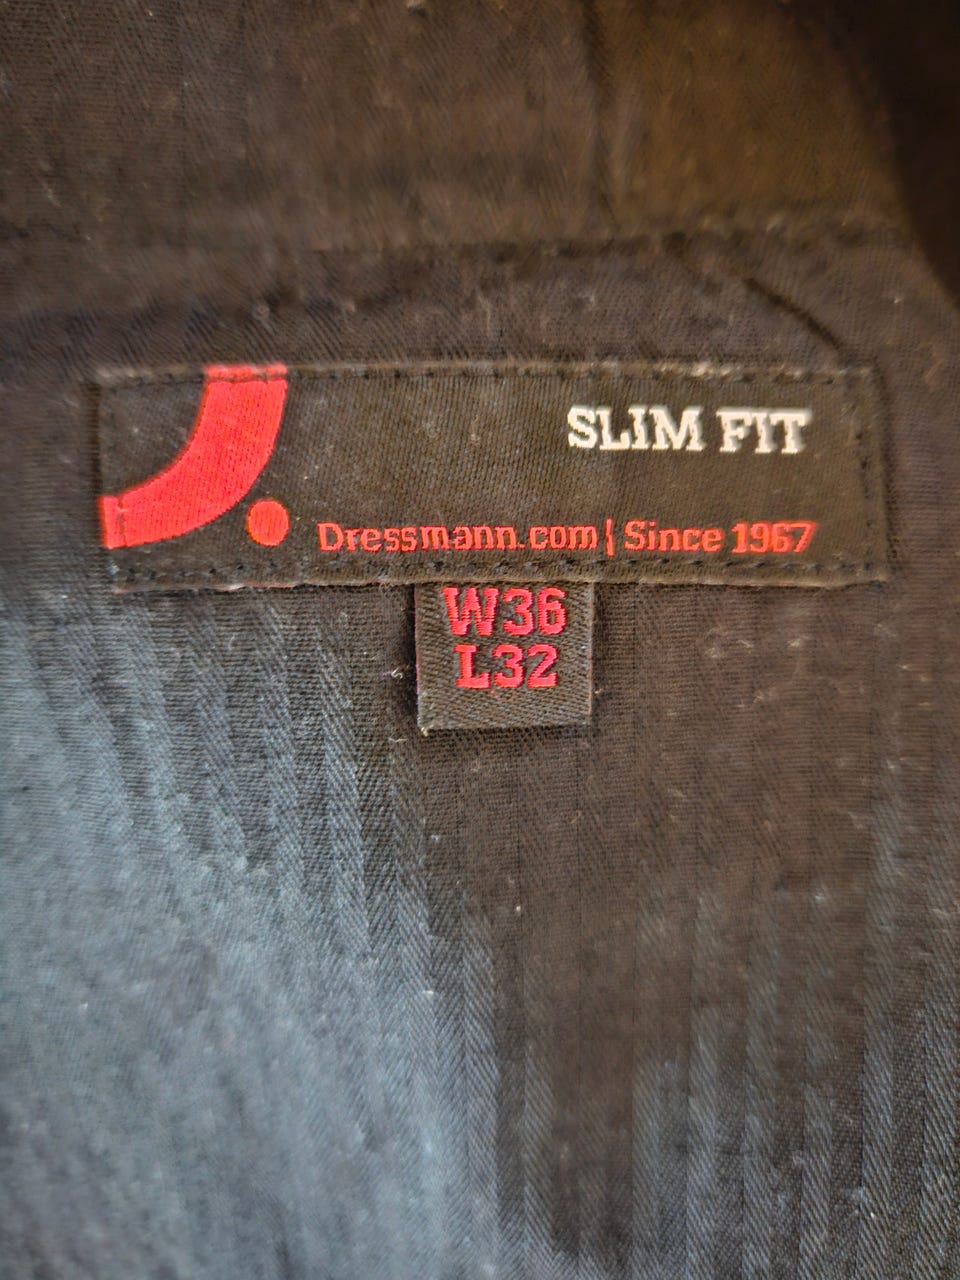 SLIM FIT
Dressmann.com | Since 1967
W36
L32